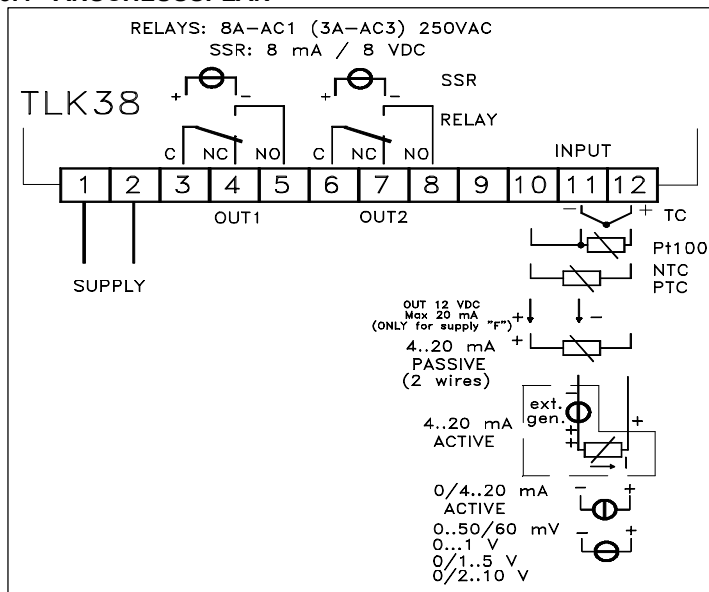 RELAYS: 8A-AC1 (3A-AC3) 250VAC
SSR: 8 mA / 8 VDC
TLK38
+ - + - SSR
RELAY
C NC NO C NC NO INPUT
1 2 3 4 5 6 7 8 9 10 11 12
OUT1 OUT2
- + TC
SUPPLY
Pt100
NTC
PTC
OUT 12 VDC
Max 20 mA
(ONLY for supply "F")
+ -
4..20 mA +
PASSIVE
(2 wires)
-
ext.
gen.
+
+
+
4..20 mA
ACTIVE
I
0/4..20 mA - +
ACTIVE
0..50/60 mV - +
0...1 V
0/1..5 V
0/2..10 V